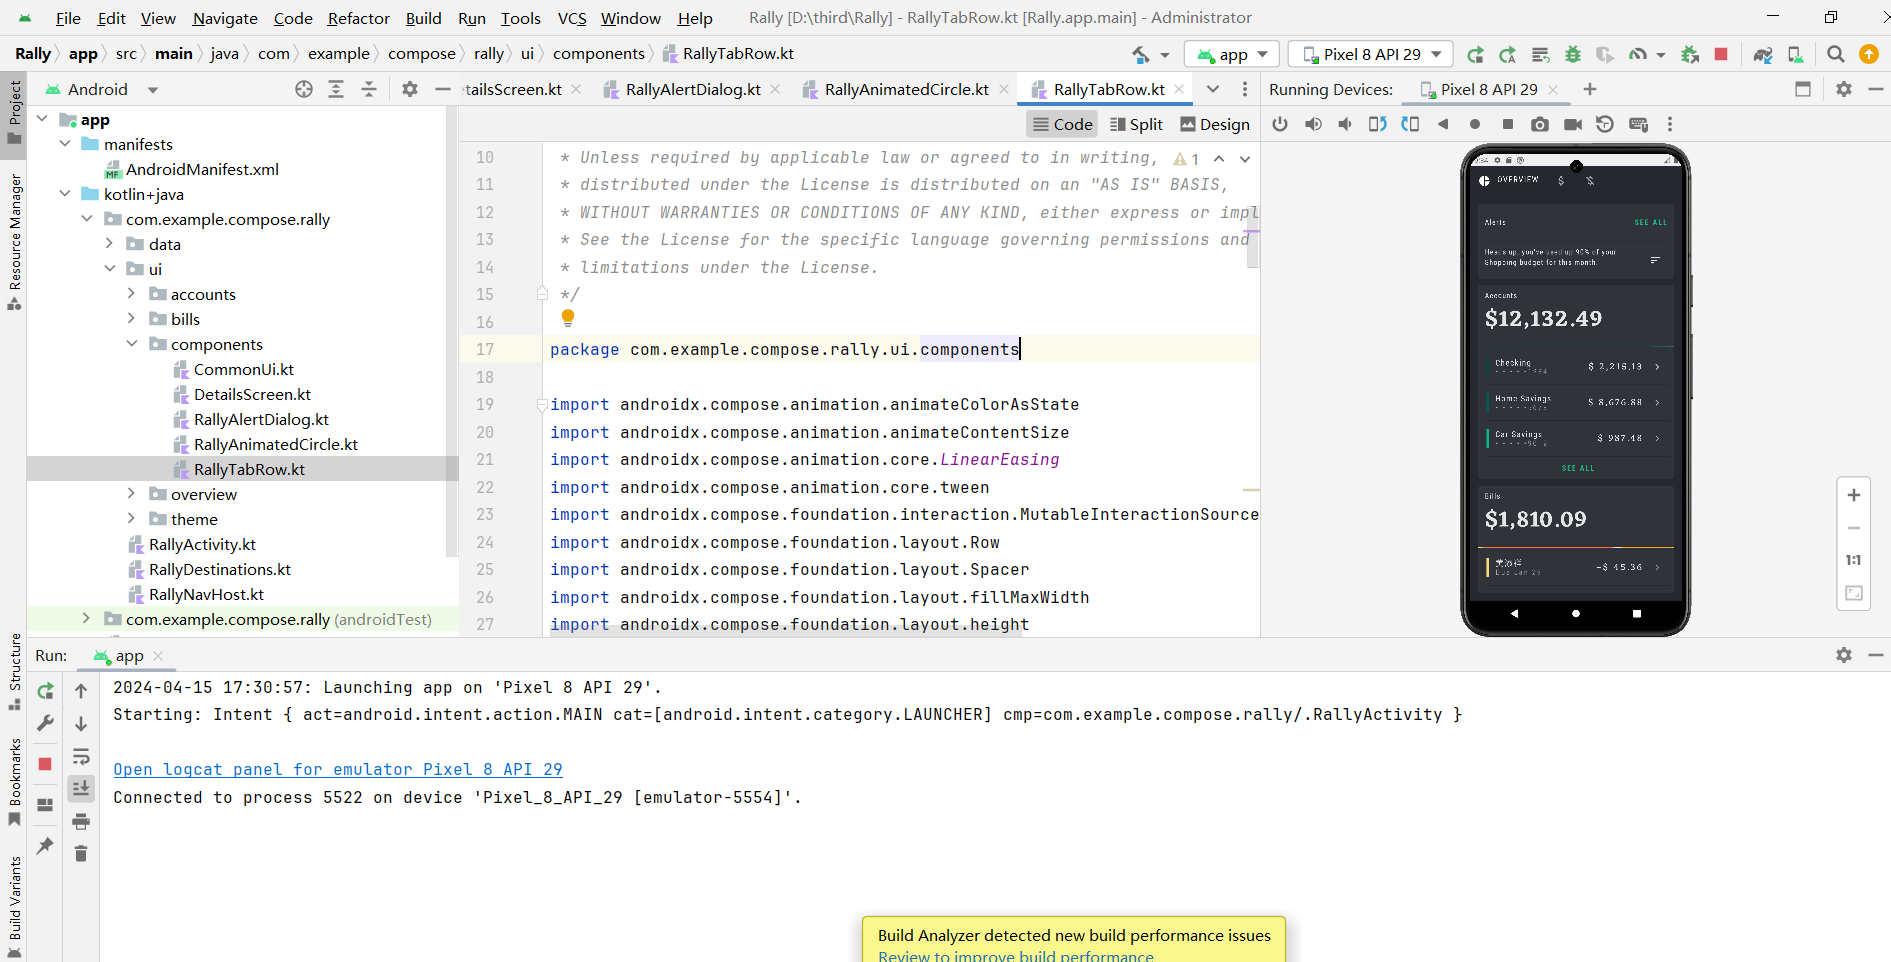 File Edit View Navigate Code Refactor Build Run Tools VCS Window Help Rally [D:\third\Rally] - RallyTabRow.kt [Rally.app.main] - Administrator
Rally app src main java com example compose rally ui components RallyTabRow.kt app Pixel 8 API 29
Project
Resource Manager
Structure
Bookmarks
Build Variants
Android
app
manifests
AndroidManifest.xml
kotlin+java
com.example.compose.rally
data
ui
accounts
bills
components
CommonUi.kt
DetailsScreen.kt
RallyAlertDialog.kt
RallyAnimatedCircle.kt
RallyTabRow.kt
overview
theme
RallyActivity.kt
RallyDestinations.kt
RallyNavHost.kt
com.example.compose.rally (androidTest)
tailsScreen.kt RallyAlertDialog.kt RallyAnimatedCircle.kt RallyTabRow.kt
Code Split Design
10 * Unless required by applicable law or agreed to in writing, 1
11 * distributed under the License is distributed on an "AS IS" BASIS,
12 * WITHOUT WARRANTIES OR CONDITIONS OF ANY KIND, either express or impl
13 * See the License for the specific language governing permissions and
14 * limitations under the License.
15 */
16
17 package com.example.compose.rally.ui.components
18
19 import androidx.compose.animation.animateColorAsState
20 import androidx.compose.animation.animateContentSize
21 import androidx.compose.animation.core.LinearEasing
22 import androidx.compose.animation.core.tween
23 import androidx.compose.foundation.interaction.MutableInteractionSource
24 import androidx.compose.foundation.layout.Row
25 import androidx.compose.foundation.layout.Spacer
26 import androidx.compose.foundation.layout.fillMaxWidth
27 import androidx.compose.foundation.layout.height
Running Devices: Pixel 8 API 29
OVERVIEW
Alerts SEE ALL
Heads up, you've used up 90% of your
Shopping budget for this month.
Accounts
$12,132.49
Checking $ 2,215.13
Home Savings $ 8,676.88
Car Savings $ 987.48
SEE ALL
Bills
$1,810.09
Due Jan 29 -$ 45.36
1:1
Run: app
2024-04-15 17:30:57: Launching app on 'Pixel 8 API 29'.
Starting: Intent { act=android.intent.action.MAIN cat=[android.intent.category.LAUNCHER] cmp=com.example.compose.rally/.RallyActivity }
Open logcat panel for emulator Pixel 8 API 29
Connected to process 5522 on device 'Pixel_8_API_29 [emulator-5554]'.
Build Analyzer detected new build performance issues
Review to improve build performance